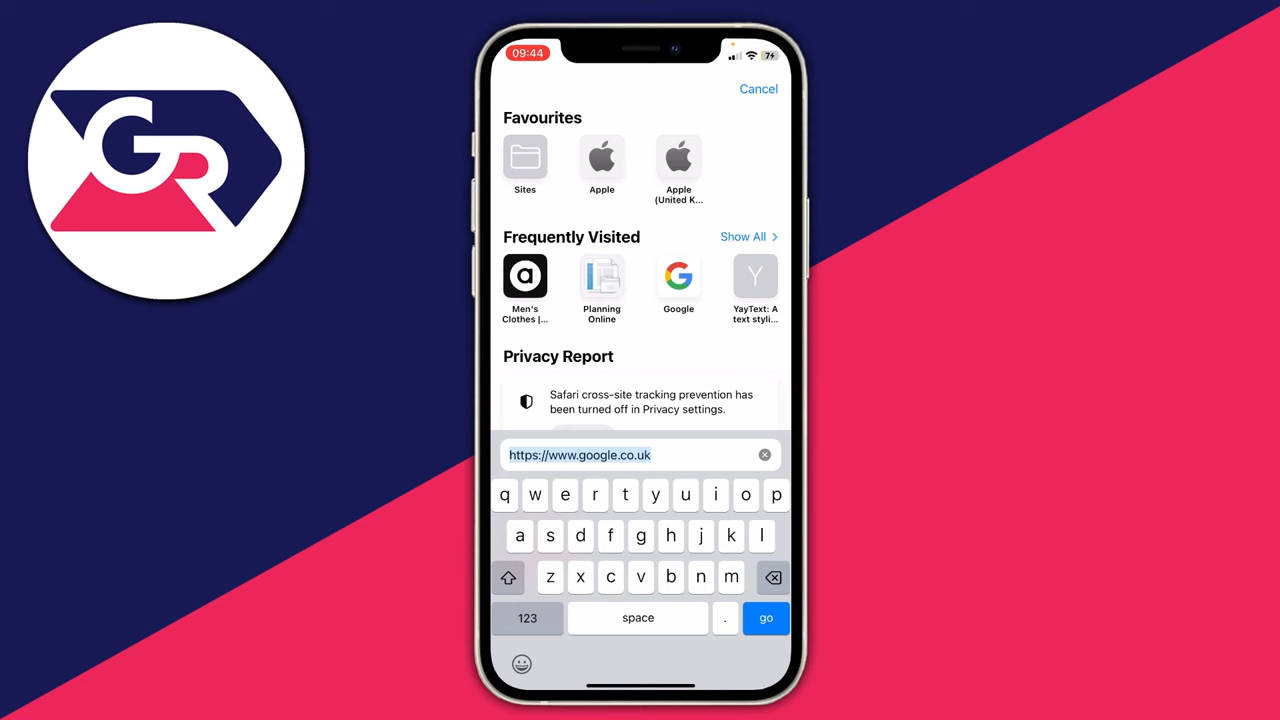 GR
09:44
7
Cancel
Favourites
Sites
Apple
Apple
(United K...
Frequently Visited
Show All
a
G
Y
Men's
Clothes |...
Planning
Online
Google
YayText: A
text styli...
Privacy Report
Safari cross-site tracking prevention has
been turned off in Privacy settings.
https://www.google.co.uk
q w e r t y u i o p
a s d f g h j k l
z x c v b n m
123 space . go